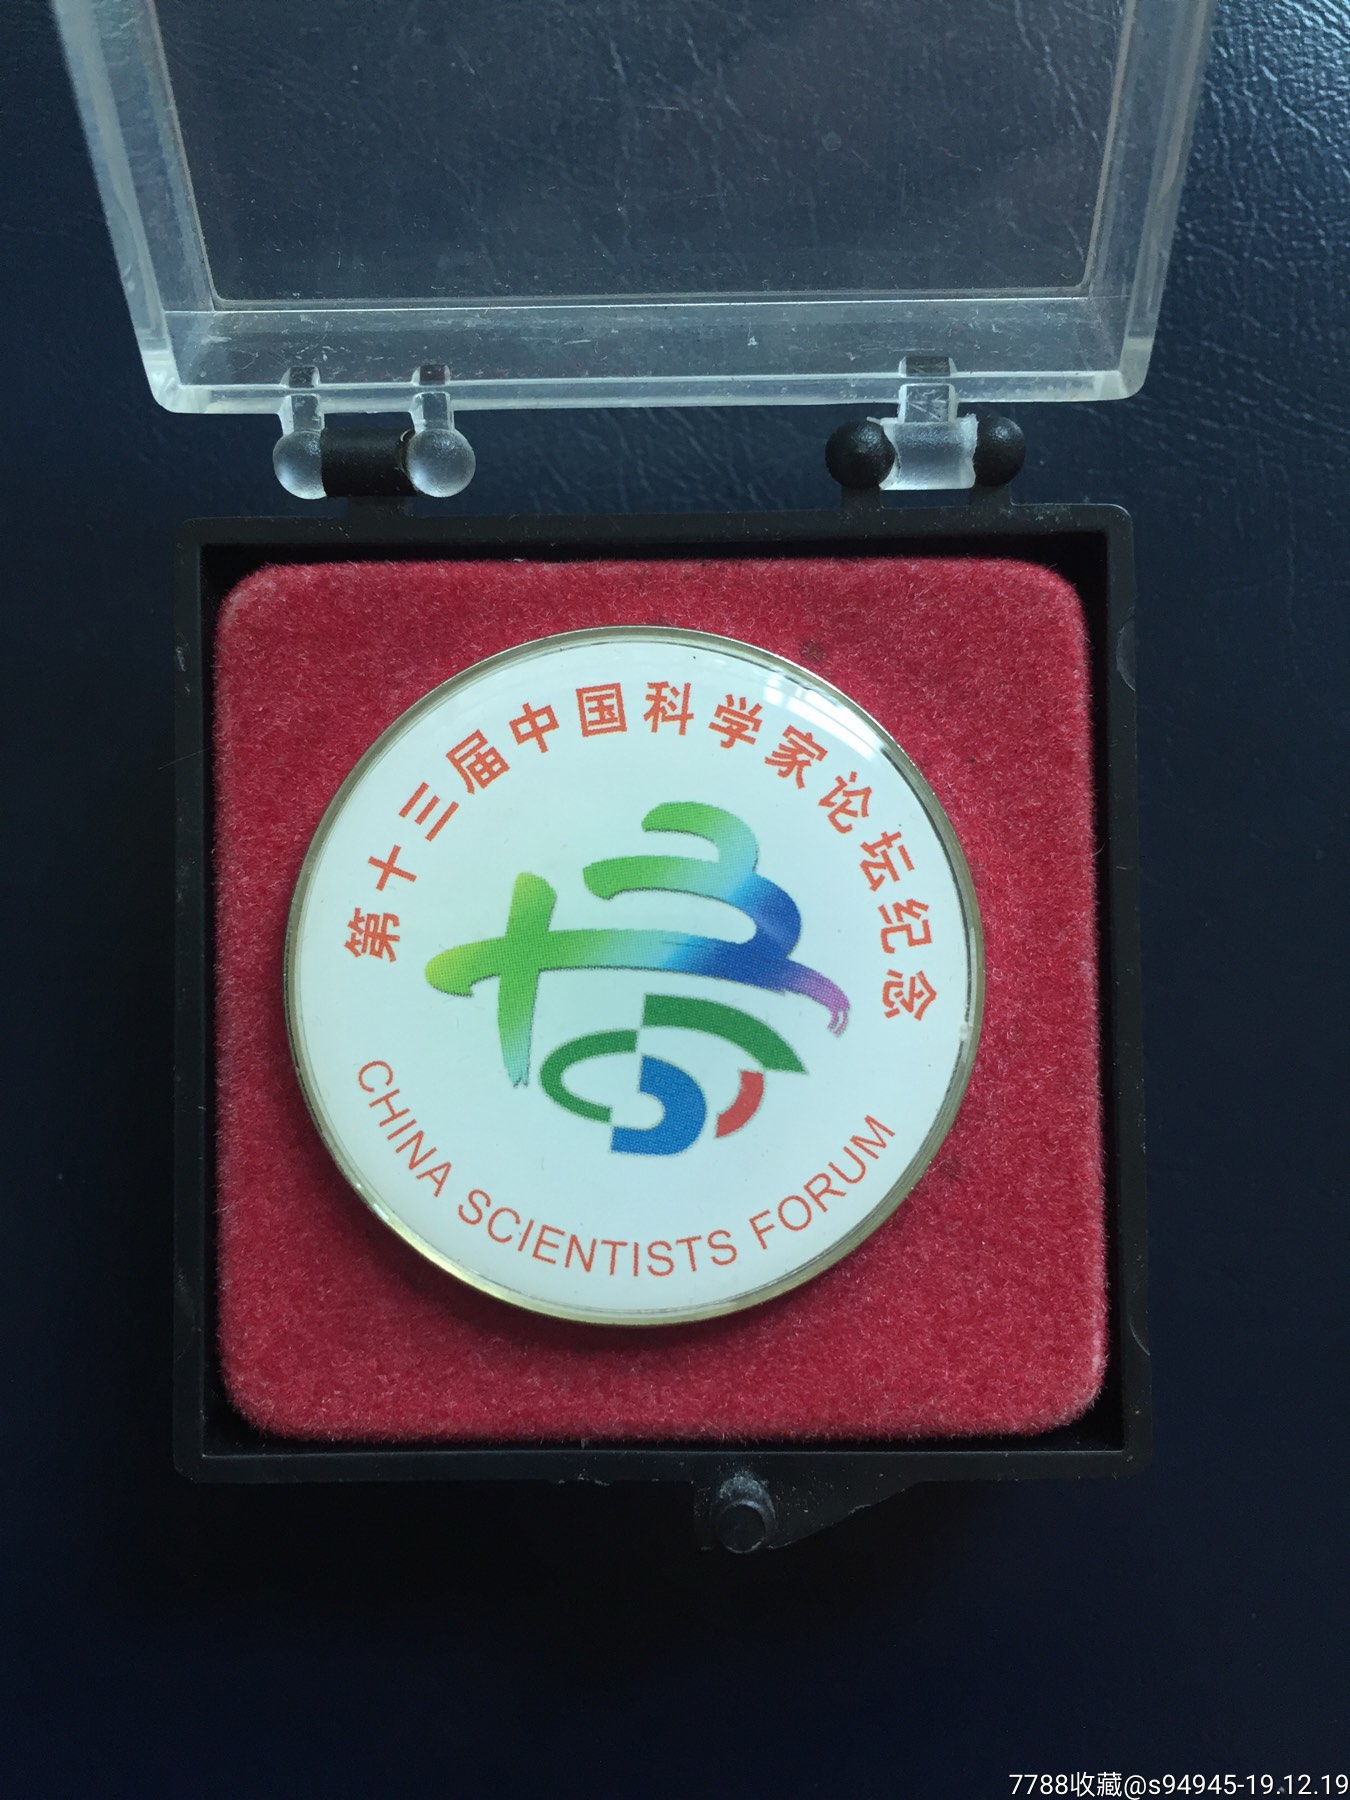 第十三届中国科学家论坛纪念
CHINA SCIENTISTS FORUM
7788收藏@s94945-19.12.19